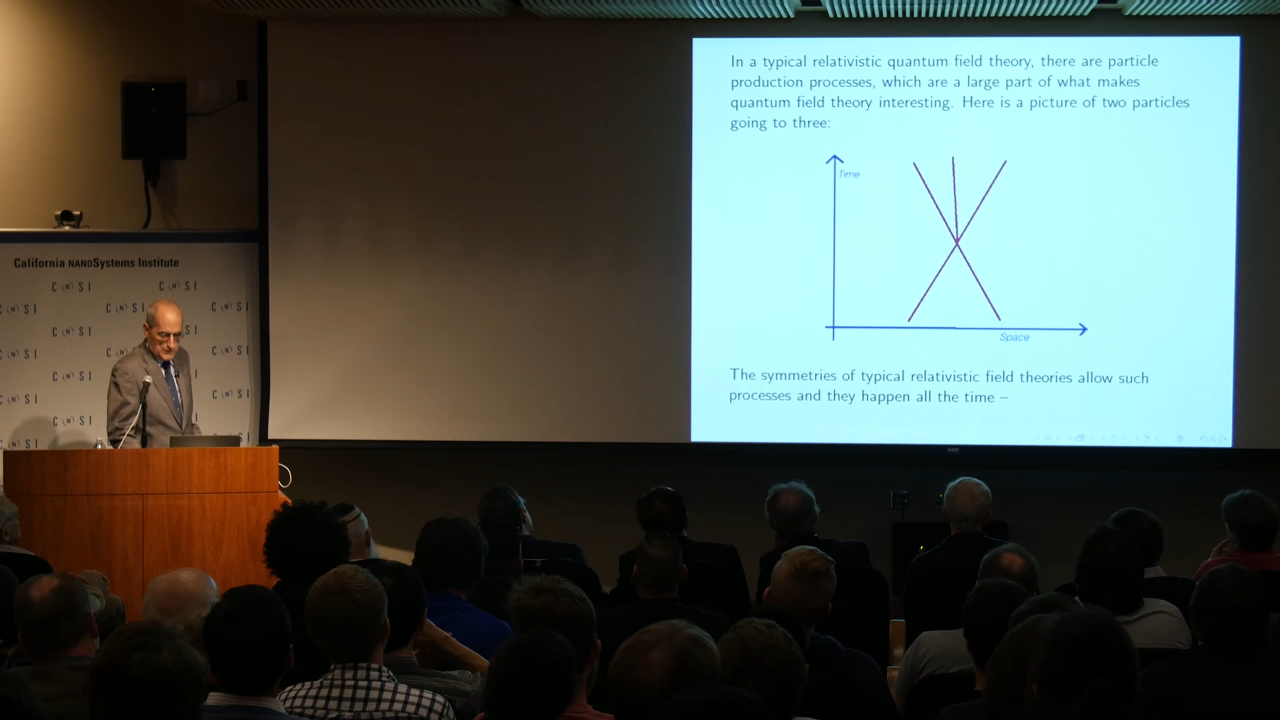 In a typical relativistic quantum field theory, there are particle
production processes, which are a large part of what makes
quantum field theory interesting. Here is a picture of two particles
going to three:
Time
Space
The symmetries of typical relativistic field theories allow such
processes and they happen all the time –
California NANOSystems Institute
C (N) S I
C (N) S I
C (N) S I
C (N) S I
C (N) S I
C (N) S I
C (N) S I
C (N) S I
C (N) S I
C (N) S I
C (N) S I